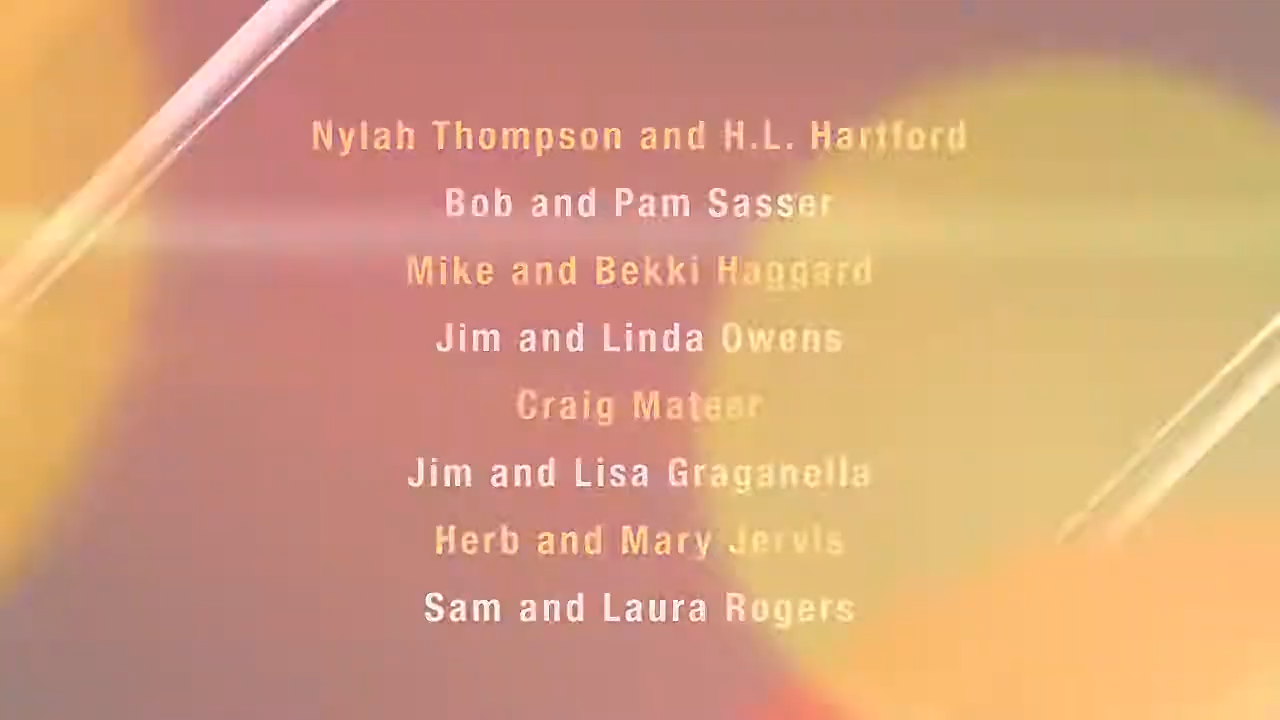 Nylah Thompson and H.L. Hartford
Bob and Pam Sasser
Mike and Bekki Haggard
Jim and Linda Owens
Craig Mateer
Jim and Lisa Graganella
Herb and Mary Jervis
Sam and Laura Rogers